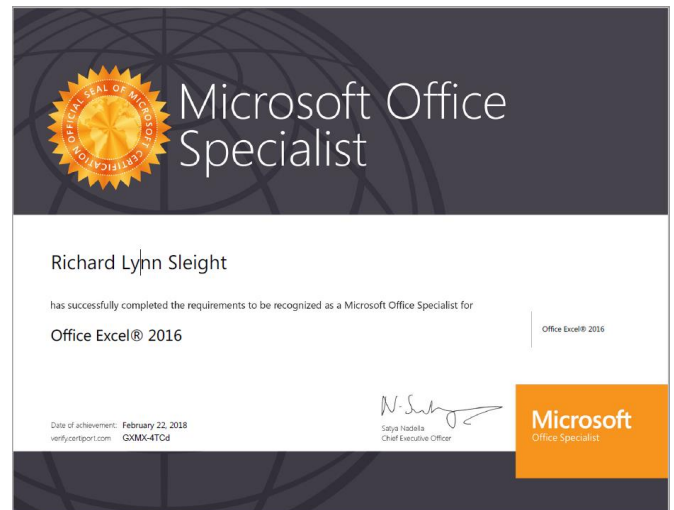 OFFICIAL SEAL OF MICROSOFT CERTIFICATION
Microsoft Office
Specialist
Richard Lynn Sleight
has successfully completed the requirements to be recognized as a Microsoft Office Specialist for
Office Excel® 2016
Office Excel® 2016
Date of achievement: February 22, 2018
verify.certiport.com GXMX-4TCd
Satya Nadella
Chief Executive Officer
Microsoft
Office Specialist